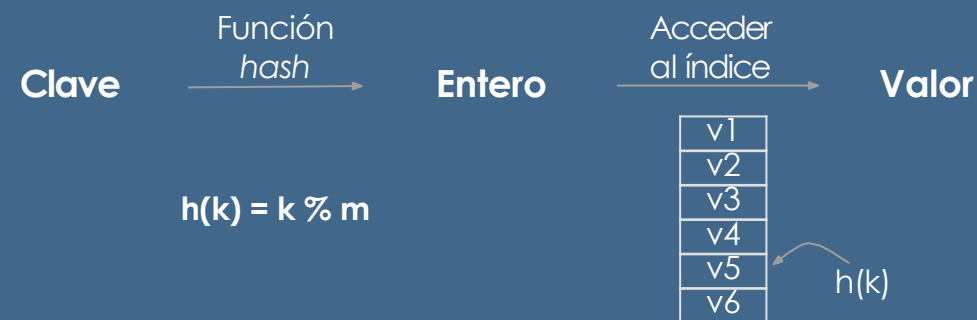 Función
hash
Clave
Entero
Acceder
al índice
Valor
h(k) = k % m
v1
v2
v3
v4
v5
v6
h(k)